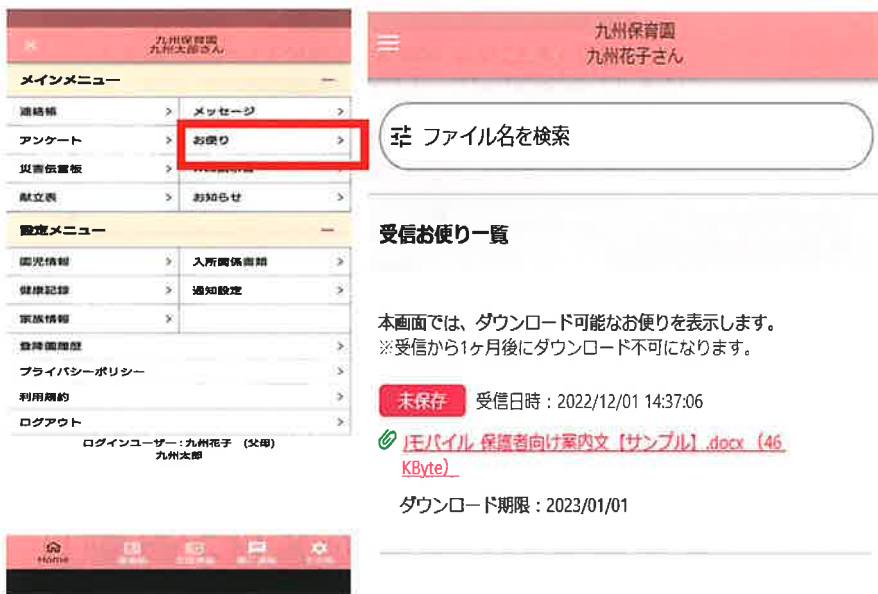 九州保育園
九州太郎さん
メインメニュー
連絡帳
メッセージ
アンケート
お便り
災害伝言板
献立表
お知らせ
設定メニュー
園児情報
入所関係書類
健康記録
通知設定
家族情報
登降園履歴
プライバシーポリシー
利用規約
ログアウト
ログインユーザー：九州花子 （父母）
九州太郎
Home
九州保育園
九州花子さん
ファイル名を検索
受信お便り一覧
本画面では、ダウンロード可能なお便りを表示します。
※受信から1ヶ月後にダウンロード不可になります。
未保存 受信日時：2022/12/01 14:37:06
Jモバイル 保護者向け案内文【サンプル】.docx （46
KByte）
ダウンロード期限：2023/01/01